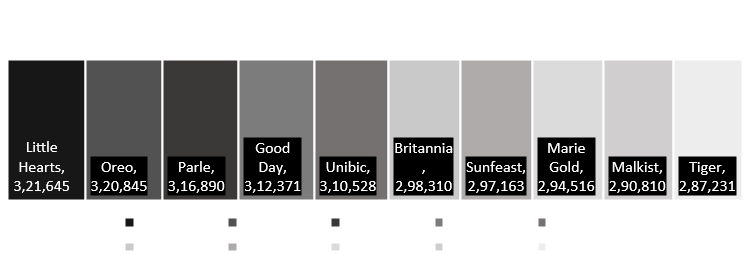 Little
Hearts,
3,21,645
Oreo,
3,20,845
Parle,
3,16,890
Good
Day,
3,12,371
Unibic,
3,10,528
Britannia
,
2,98,310
Sunfeast,
2,97,163
Marie
Gold,
2,94,516
Malkist,
2,90,810
Tiger,
2,87,231